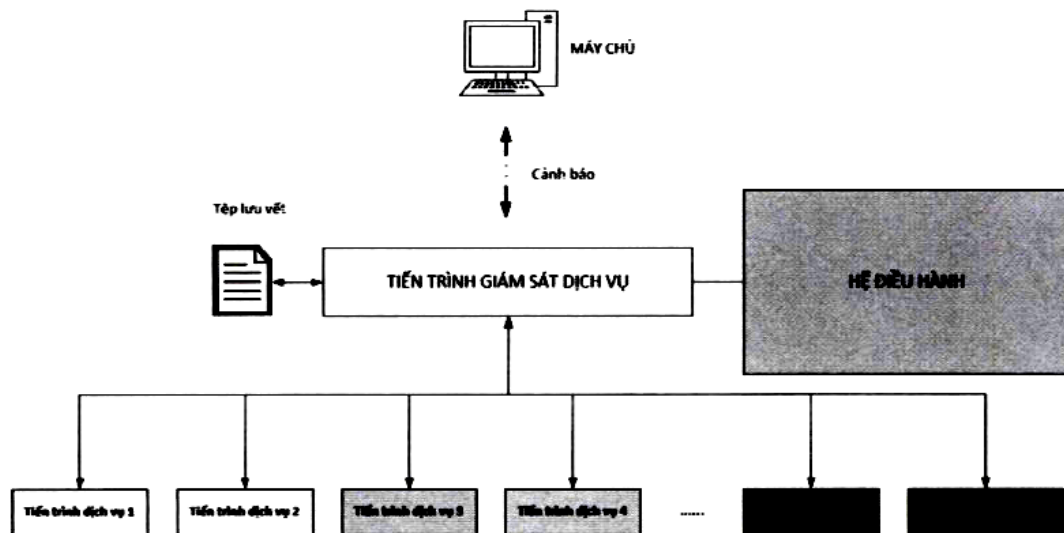 MÁY CHỦ
Cảnh báo
Tệp lưu vết
TIẾN TRÌNH GIÁM SÁT DỊCH VỤ
HỆ ĐIỀU HÀNH
Tiến trình dịch vụ 1
Tiến trình dịch vụ 2
Tiến trình dịch vụ 3
Tiến trình dịch vụ 4
......